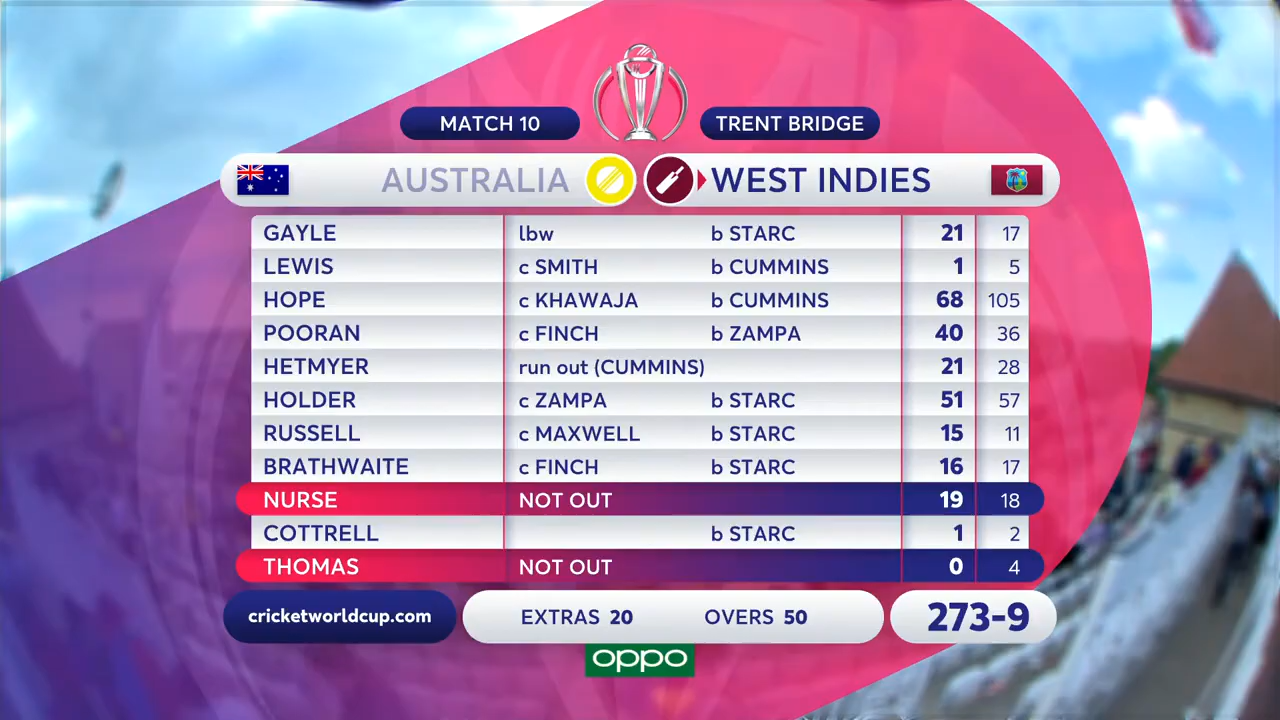 MATCH 10
TRENT BRIDGE
AUSTRALIA WEST INDIES
GAYLE lbw b STARC 21 17
LEWIS c SMITH b CUMMINS 1 5
HOPE c KHAWAJA b CUMMINS 68 105
POORAN c FINCH b ZAMPA 40 36
HETMYER run out (CUMMINS) 21 28
HOLDER c ZAMPA b STARC 51 57
RUSSELL c MAXWELL b STARC 15 11
BRATHWAITE c FINCH b STARC 16 17
NURSE NOT OUT 19 18
COTTRELL b STARC 1 2
THOMAS NOT OUT 0 4
cricketworldcup.com EXTRAS 20 OVERS 50 273-9
oppo